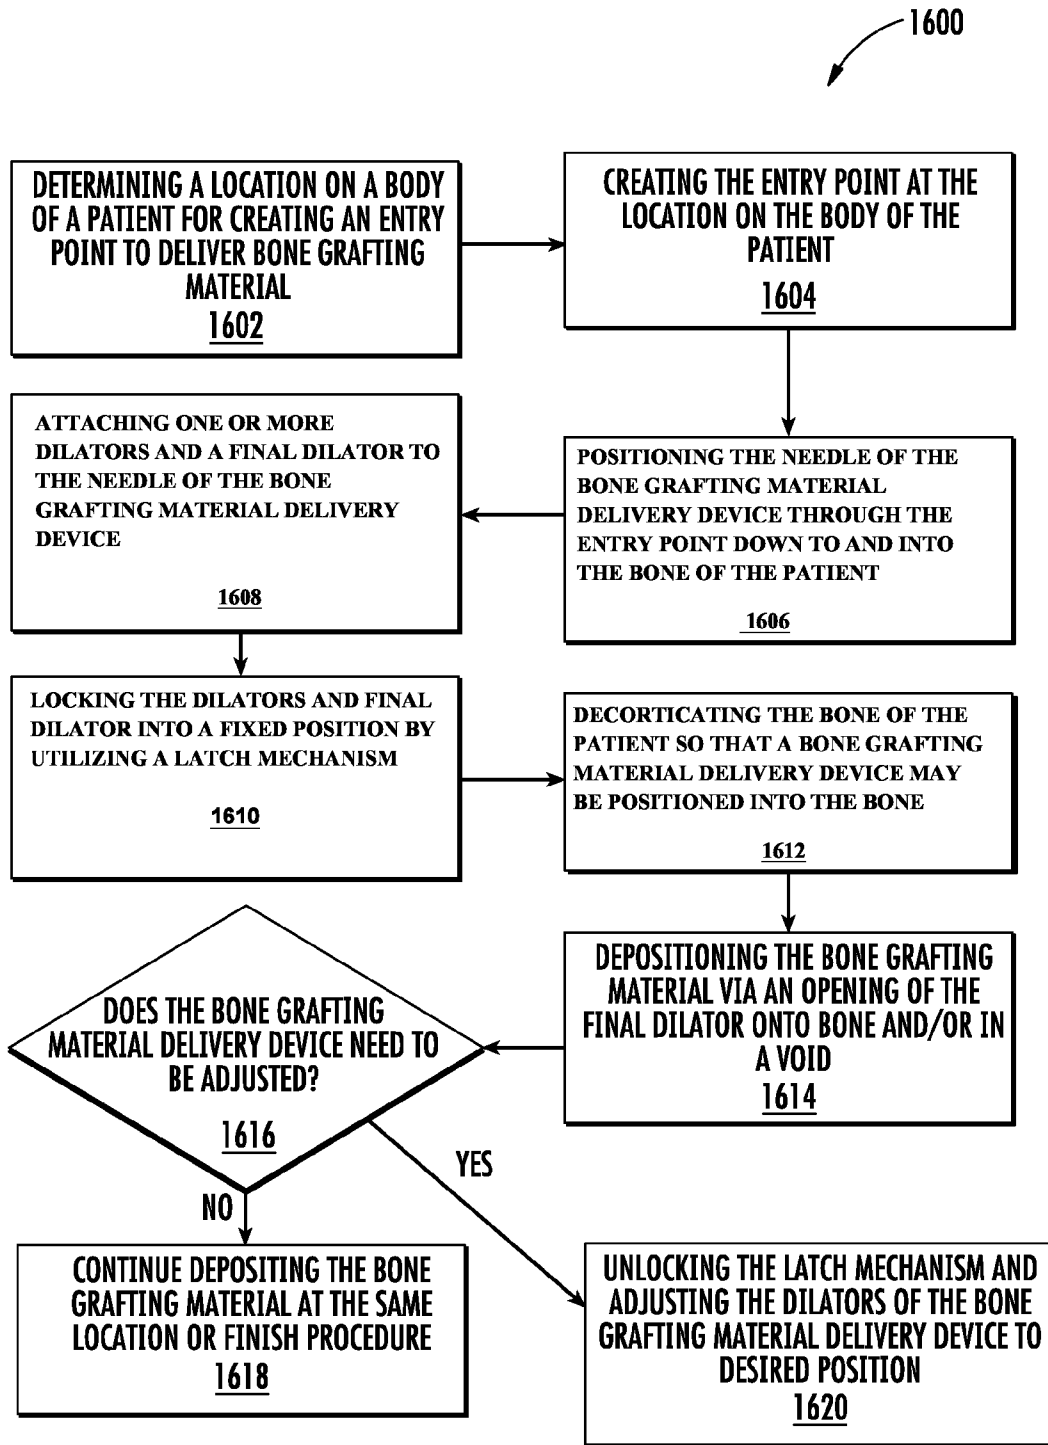 1600
DETERMINING A LOCATION ON A BODY
OF A PATIENT FOR CREATING AN ENTRY
POINT TO DELIVER BONE GRAFTING
MATERIAL
1602
CREATING THE ENTRY POINT AT THE
LOCATION ON THE BODY OF THE
PATIENT
1604
POSITIONING THE NEEDLE OF THE
BONE GRAFTING MATERIAL
DELIVERY DEVICE THROUGH THE
ENTRY POINT DOWN TO AND INTO
THE BONE OF THE PATIENT
1606
ATTACHING ONE OR MORE
DILATORS AND A FINAL DILATOR TO
THE NEEDLE OF THE BONE
GRAFTING MATERIAL DELIVERY
DEVICE
1608
LOCKING THE DILATORS AND FINAL
DILATOR INTO A FIXED POSITION BY
UTILIZING A LATCH MECHANISM
1610
DECORTICATING THE BONE OF THE
PATIENT SO THAT A BONE GRAFTING
MATERIAL DELIVERY DEVICE MAY
BE POSITIONED INTO THE BONE
1612
DEPOSITIONING THE BONE GRAFTING
MATERIAL VIA AN OPENING OF THE
FINAL DILATOR ONTO BONE AND/OR IN
A VOID
1614
DOES THE BONE GRAFTING
MATERIAL DELIVERY DEVICE NEED TO
BE ADJUSTED?
1616
YES
NO
CONTINUE DEPOSITING THE BONE
GRAFTING MATERIAL AT THE SAME
LOCATION OR FINISH PROCEDURE
1618
UNLOCKING THE LATCH MECHANISM AND
ADJUSTING THE DILATORS OF THE BONE
GRAFTING MATERIAL DELIVERY DEVICE TO
DESIRED POSITION
1620